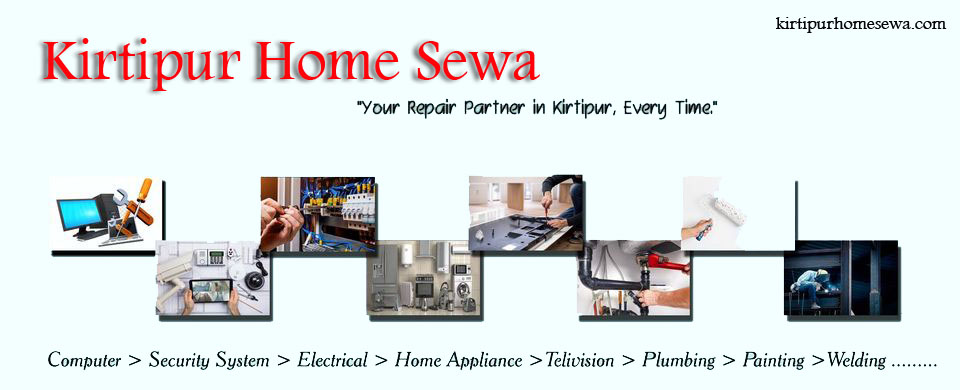 kirtipurhomesewa.com
Kirtipur Home Sewa
"Your Repair Partner in Kirtipur, Every Time."
Computer > Security System > Electrical > Home Appliance >Telivision > Plumbing > Painting >Welding .........